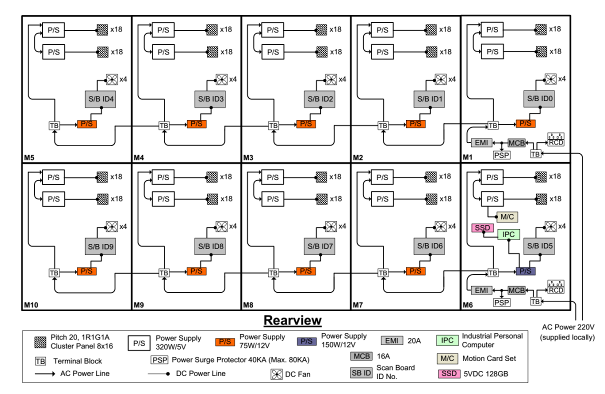 P/S x18 P/S x18 P/S x18 P/S x18 P/S x18
P/S x18 P/S x18 P/S x18 P/S x18 P/S x18
x4 x4 x4 x4 x4
S/B ID4 S/B ID3 S/B ID2 S/B ID1 S/B ID0
TB P/S TB P/S TB P/S TB P/S TB P/S
EMI MCB RCD
PSP TB
M5 M4 M3 M2 M1
P/S x18 P/S x18 P/S x18 P/S x18 P/S x18
P/S x18 P/S x18 P/S x18 P/S x18 P/S x18
M/C
SSD IPC
x4 x4 x4 x4 x4
S/B ID9 S/B ID8 S/B ID7 S/B ID6 S/B ID5
TB P/S TB P/S TB P/S TB P/S TB P/S
EMI MCB RCD
PSP TB
M10 M9 M8 M7 M6
Rearview
AC Power 220V
(supplied locally)
Pitch 20, 1R1G1A
Cluster Panel 8x16
P/S Power Supply
320W/5V
P/S Power Supply
75W/12V
P/S Power Supply
150W/12V
EMI 20A
IPC Industrial Personal
Computer
TB Terminal Block
PSP Power Surge Protector 40KA (Max. 80KA)
MCB 16A
M/C Motion Card Set
AC Power Line
DC Power Line
DC Fan
SB ID Scan Board
ID No.
SSD 5VDC 128GB